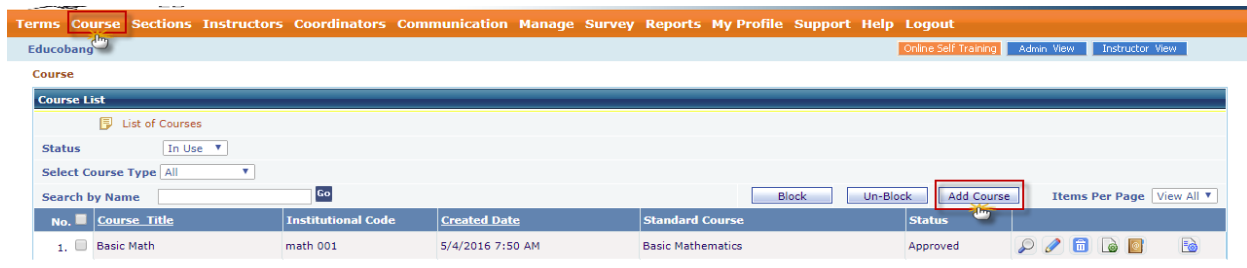 Terms Course Sections Instructors Coordinators Communication Manage Survey Reports My Profile Support Help Logout
Educobang Online Self Training Admin View Instructor View
Course
Course List
List of Courses
Status In Use
Select Course Type All
Search by Name Go Block Un-Block Add Course Items Per Page View All
No. Course Title Institutional Code Created Date Standard Course Status
1. Basic Math math 001 5/4/2016 7:50 AM Basic Mathematics Approved